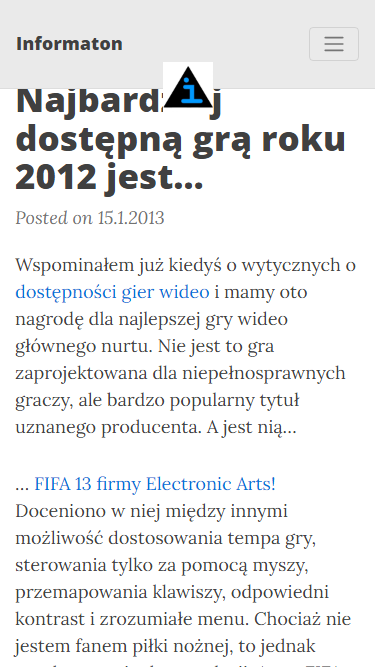 Informaton
i
Najbardziej
dostępną grą roku
2012 jest...
Posted on 15.1.2013
Wspominałem już kiedyś o wytycznych o
dostępności gier wideo i mamy oto
nagrodę dla najlepszej gry wideo
głównego nurtu. Nie jest to gra
zaprojektowana dla niepełnosprawnych
graczy, ale bardzo popularny tytuł
uznanego producenta. A jest nią...
... FIFA 13 firmy Electronic Arts!
Doceniono w niej między innymi
możliwość dostosowania tempa gry,
sterowania tylko za pomocą myszy,
przemapowania klawiszy, odpowiedni
kontrast i zrozumiałe menu. Chociaż nie
jestem fanem piłki nożnej, to jednak